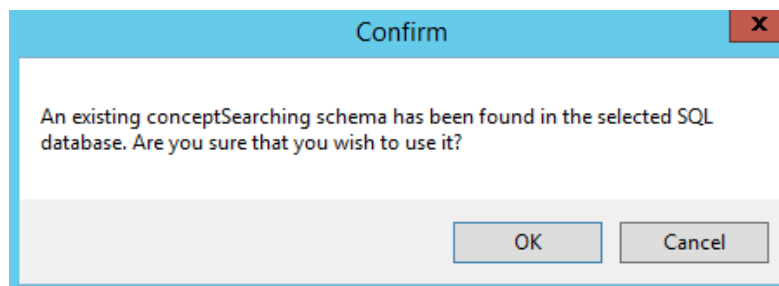 Confirm
x
An existing conceptSearching schema has been found in the selected SQL
database. Are you sure that you wish to use it?
OK
Cancel